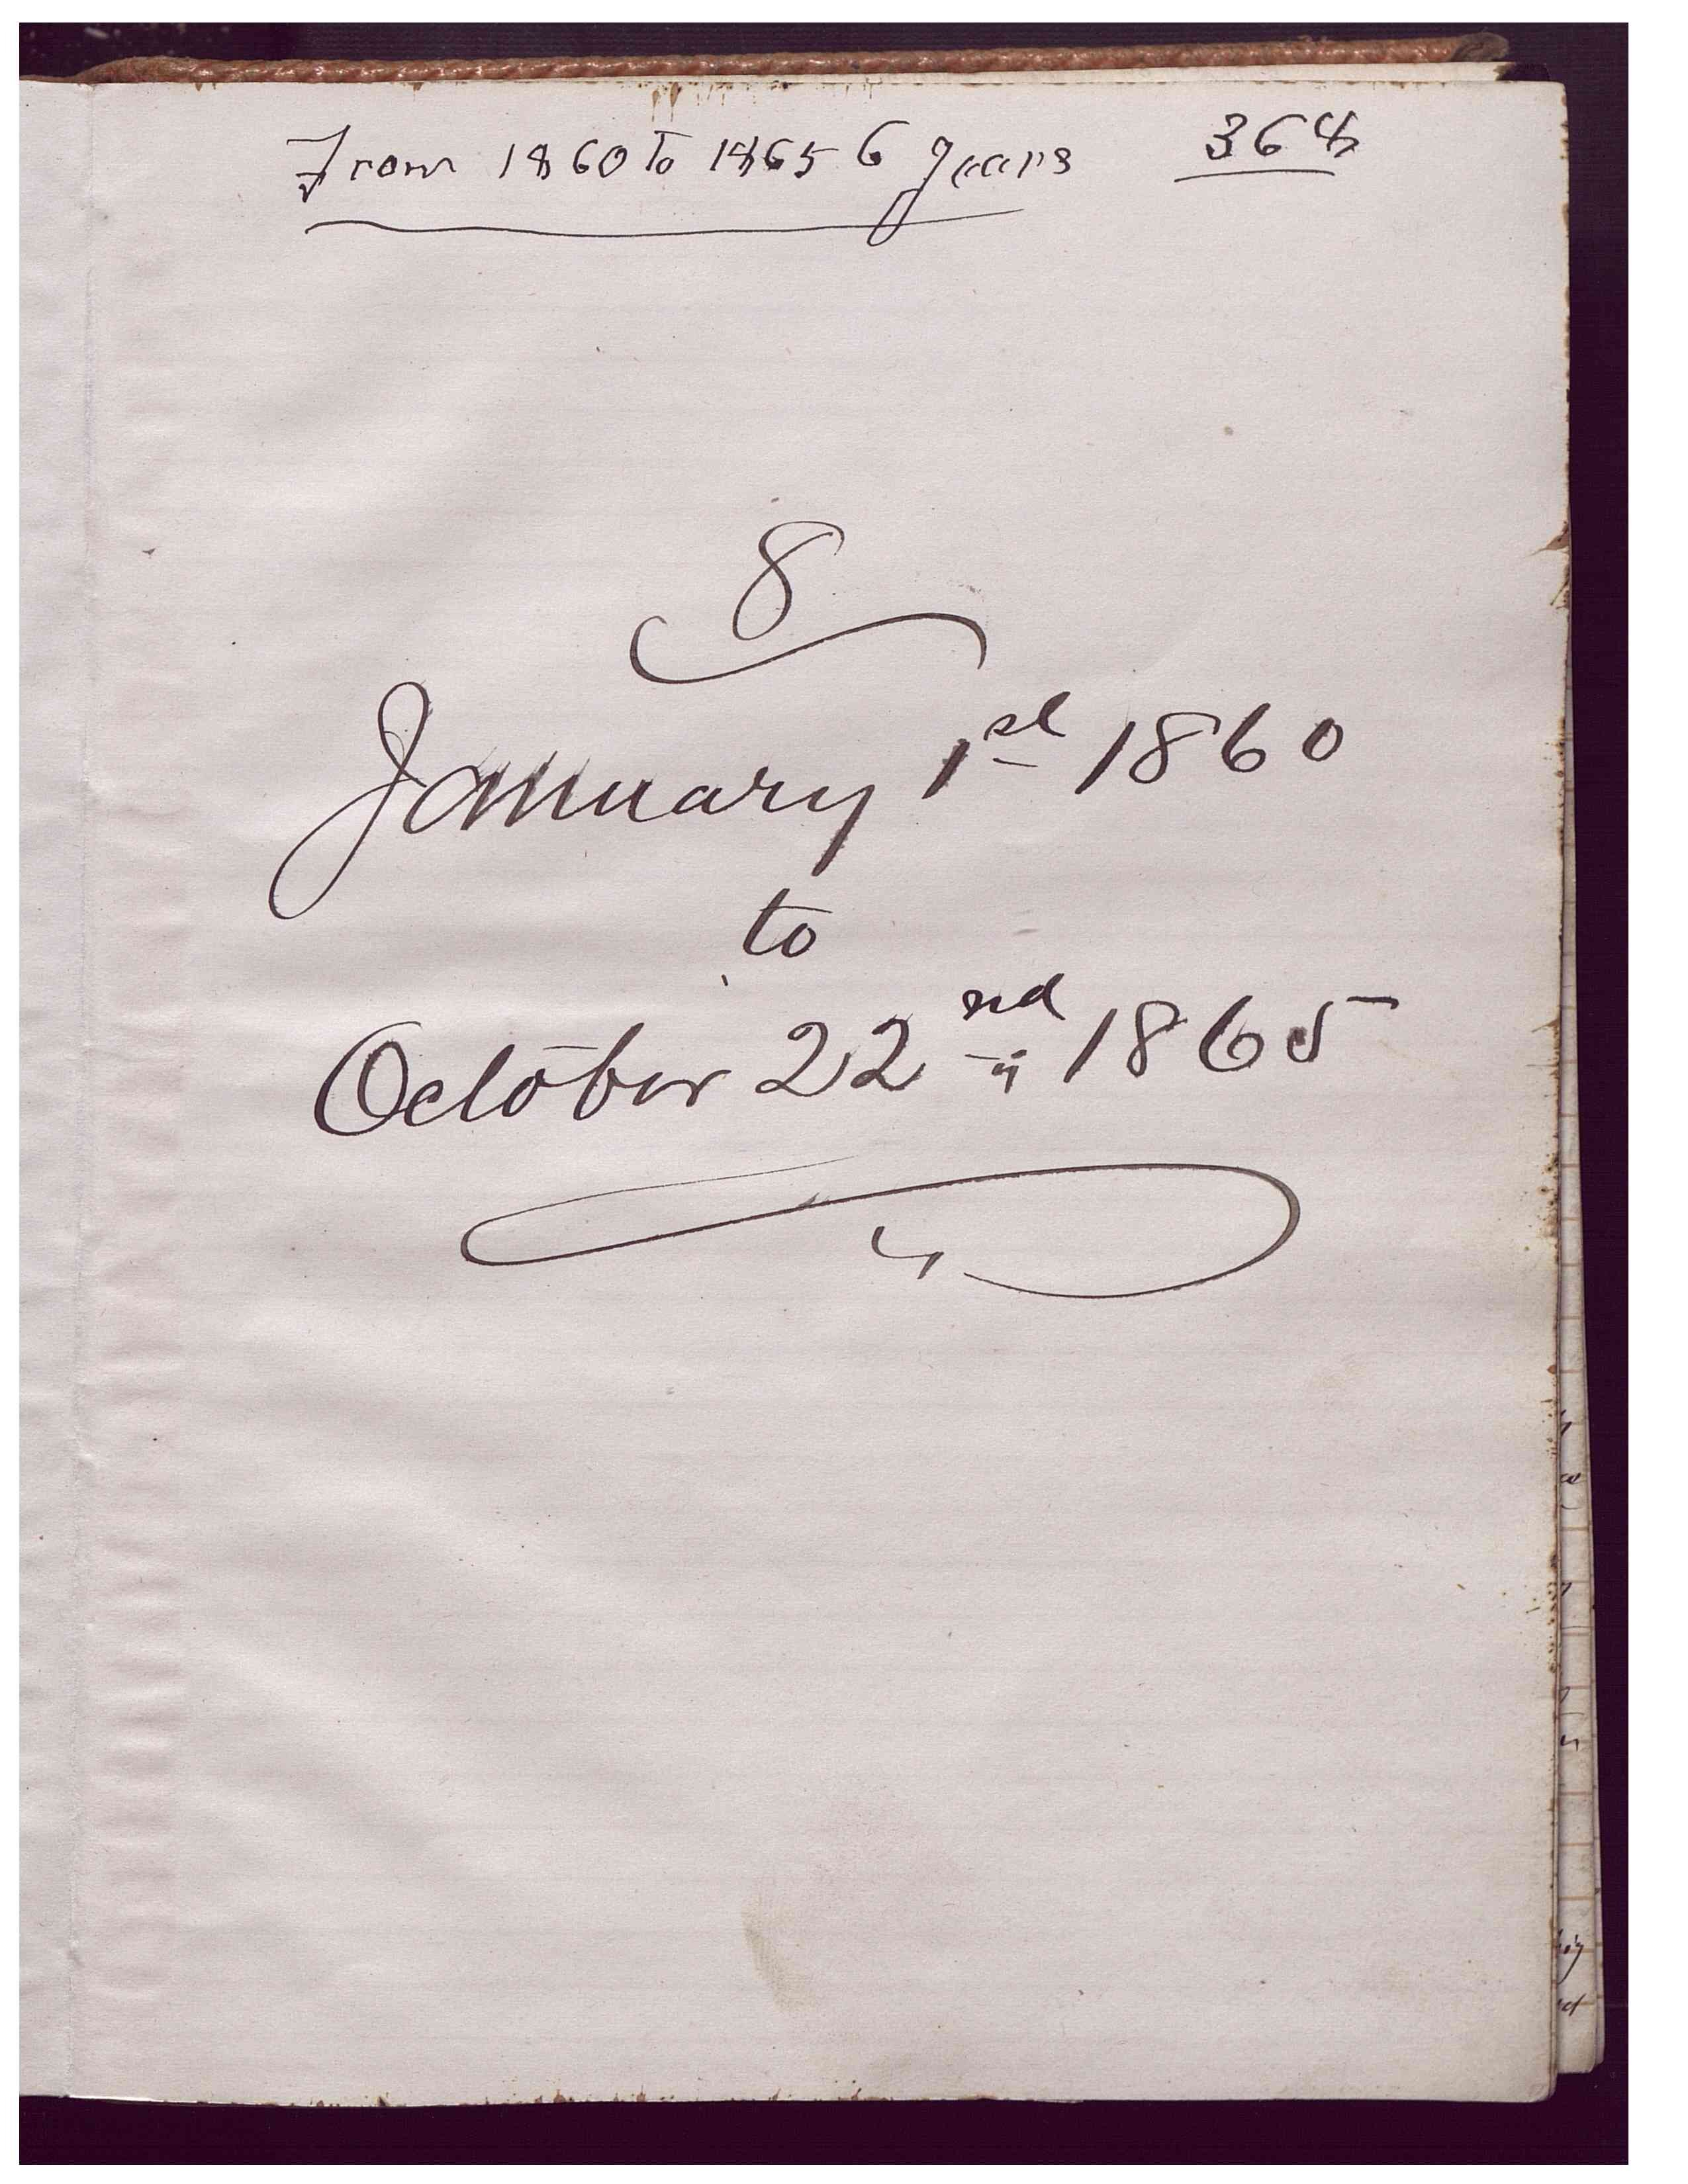 From 1860 to 1865 6 years 364
8
January 1st 1860
to
October 22nd 1865